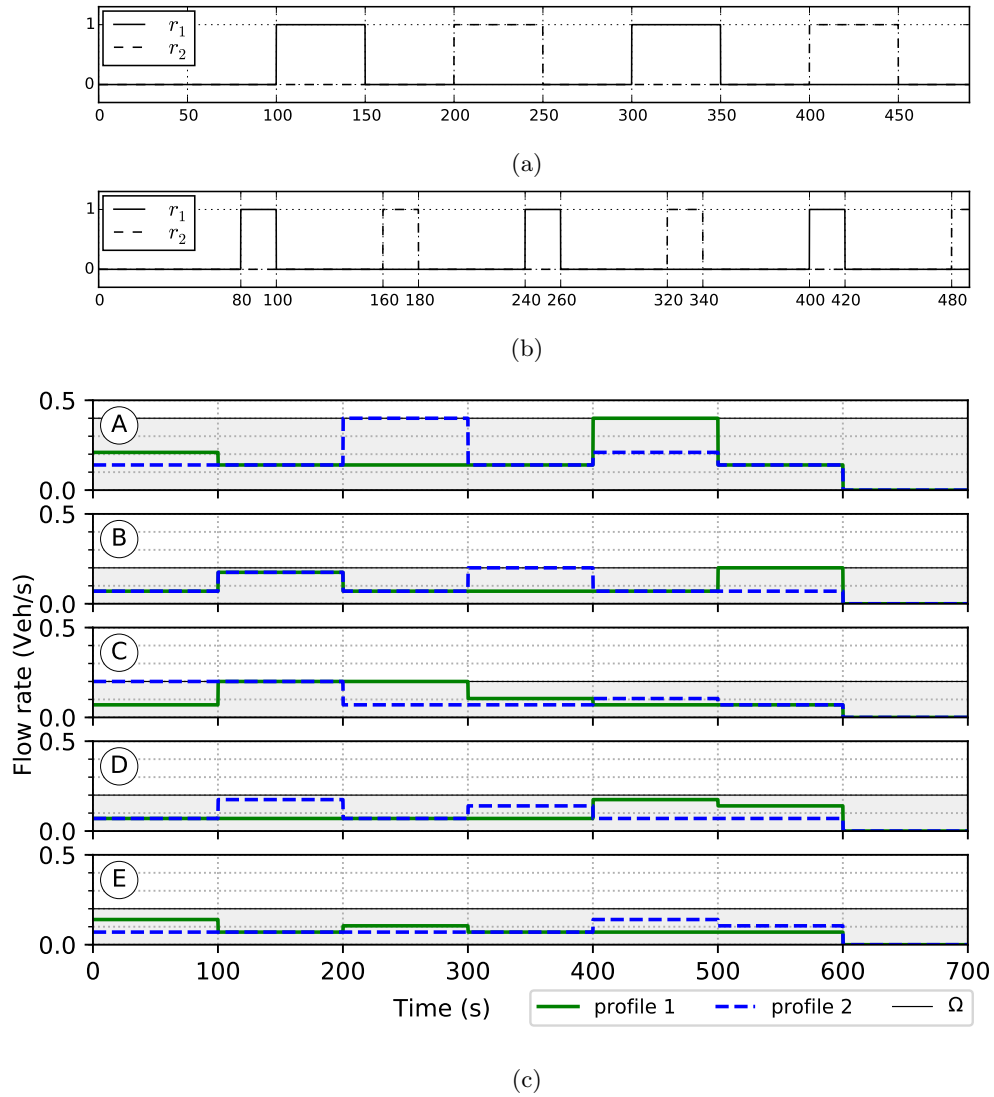 1
0
r1
r2
0 50 100 150 200 250 300 350 400 450
(a)
1
0
r1
r2
0 80 100 160 180 240 260 320 340 400 420 480
(b)
Flow rate (Veh/s)
0.5
A
0.0
0.5
B
0.0
0.5
C
0.0
0.5
D
0.0
0.5
E
0.0
0 100 200 300 400 500 600 700
Time (s)
profile 1 profile 2 Ω
(c)